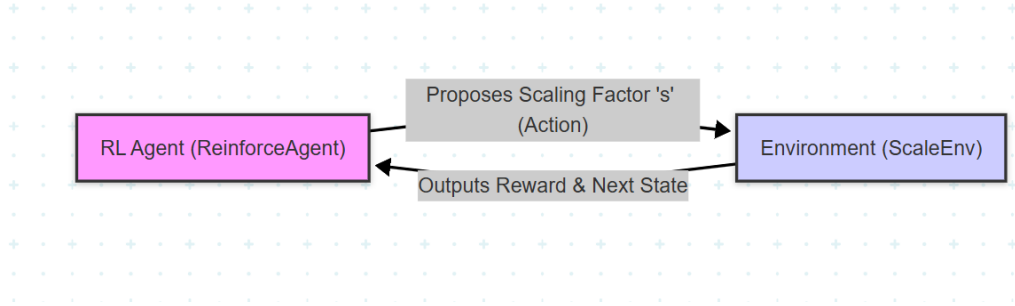 Proposes Scaling Factor 's'
(Action)
RL Agent (ReinforceAgent)
Environment (ScaleEnv)
Outputs Reward & Next State